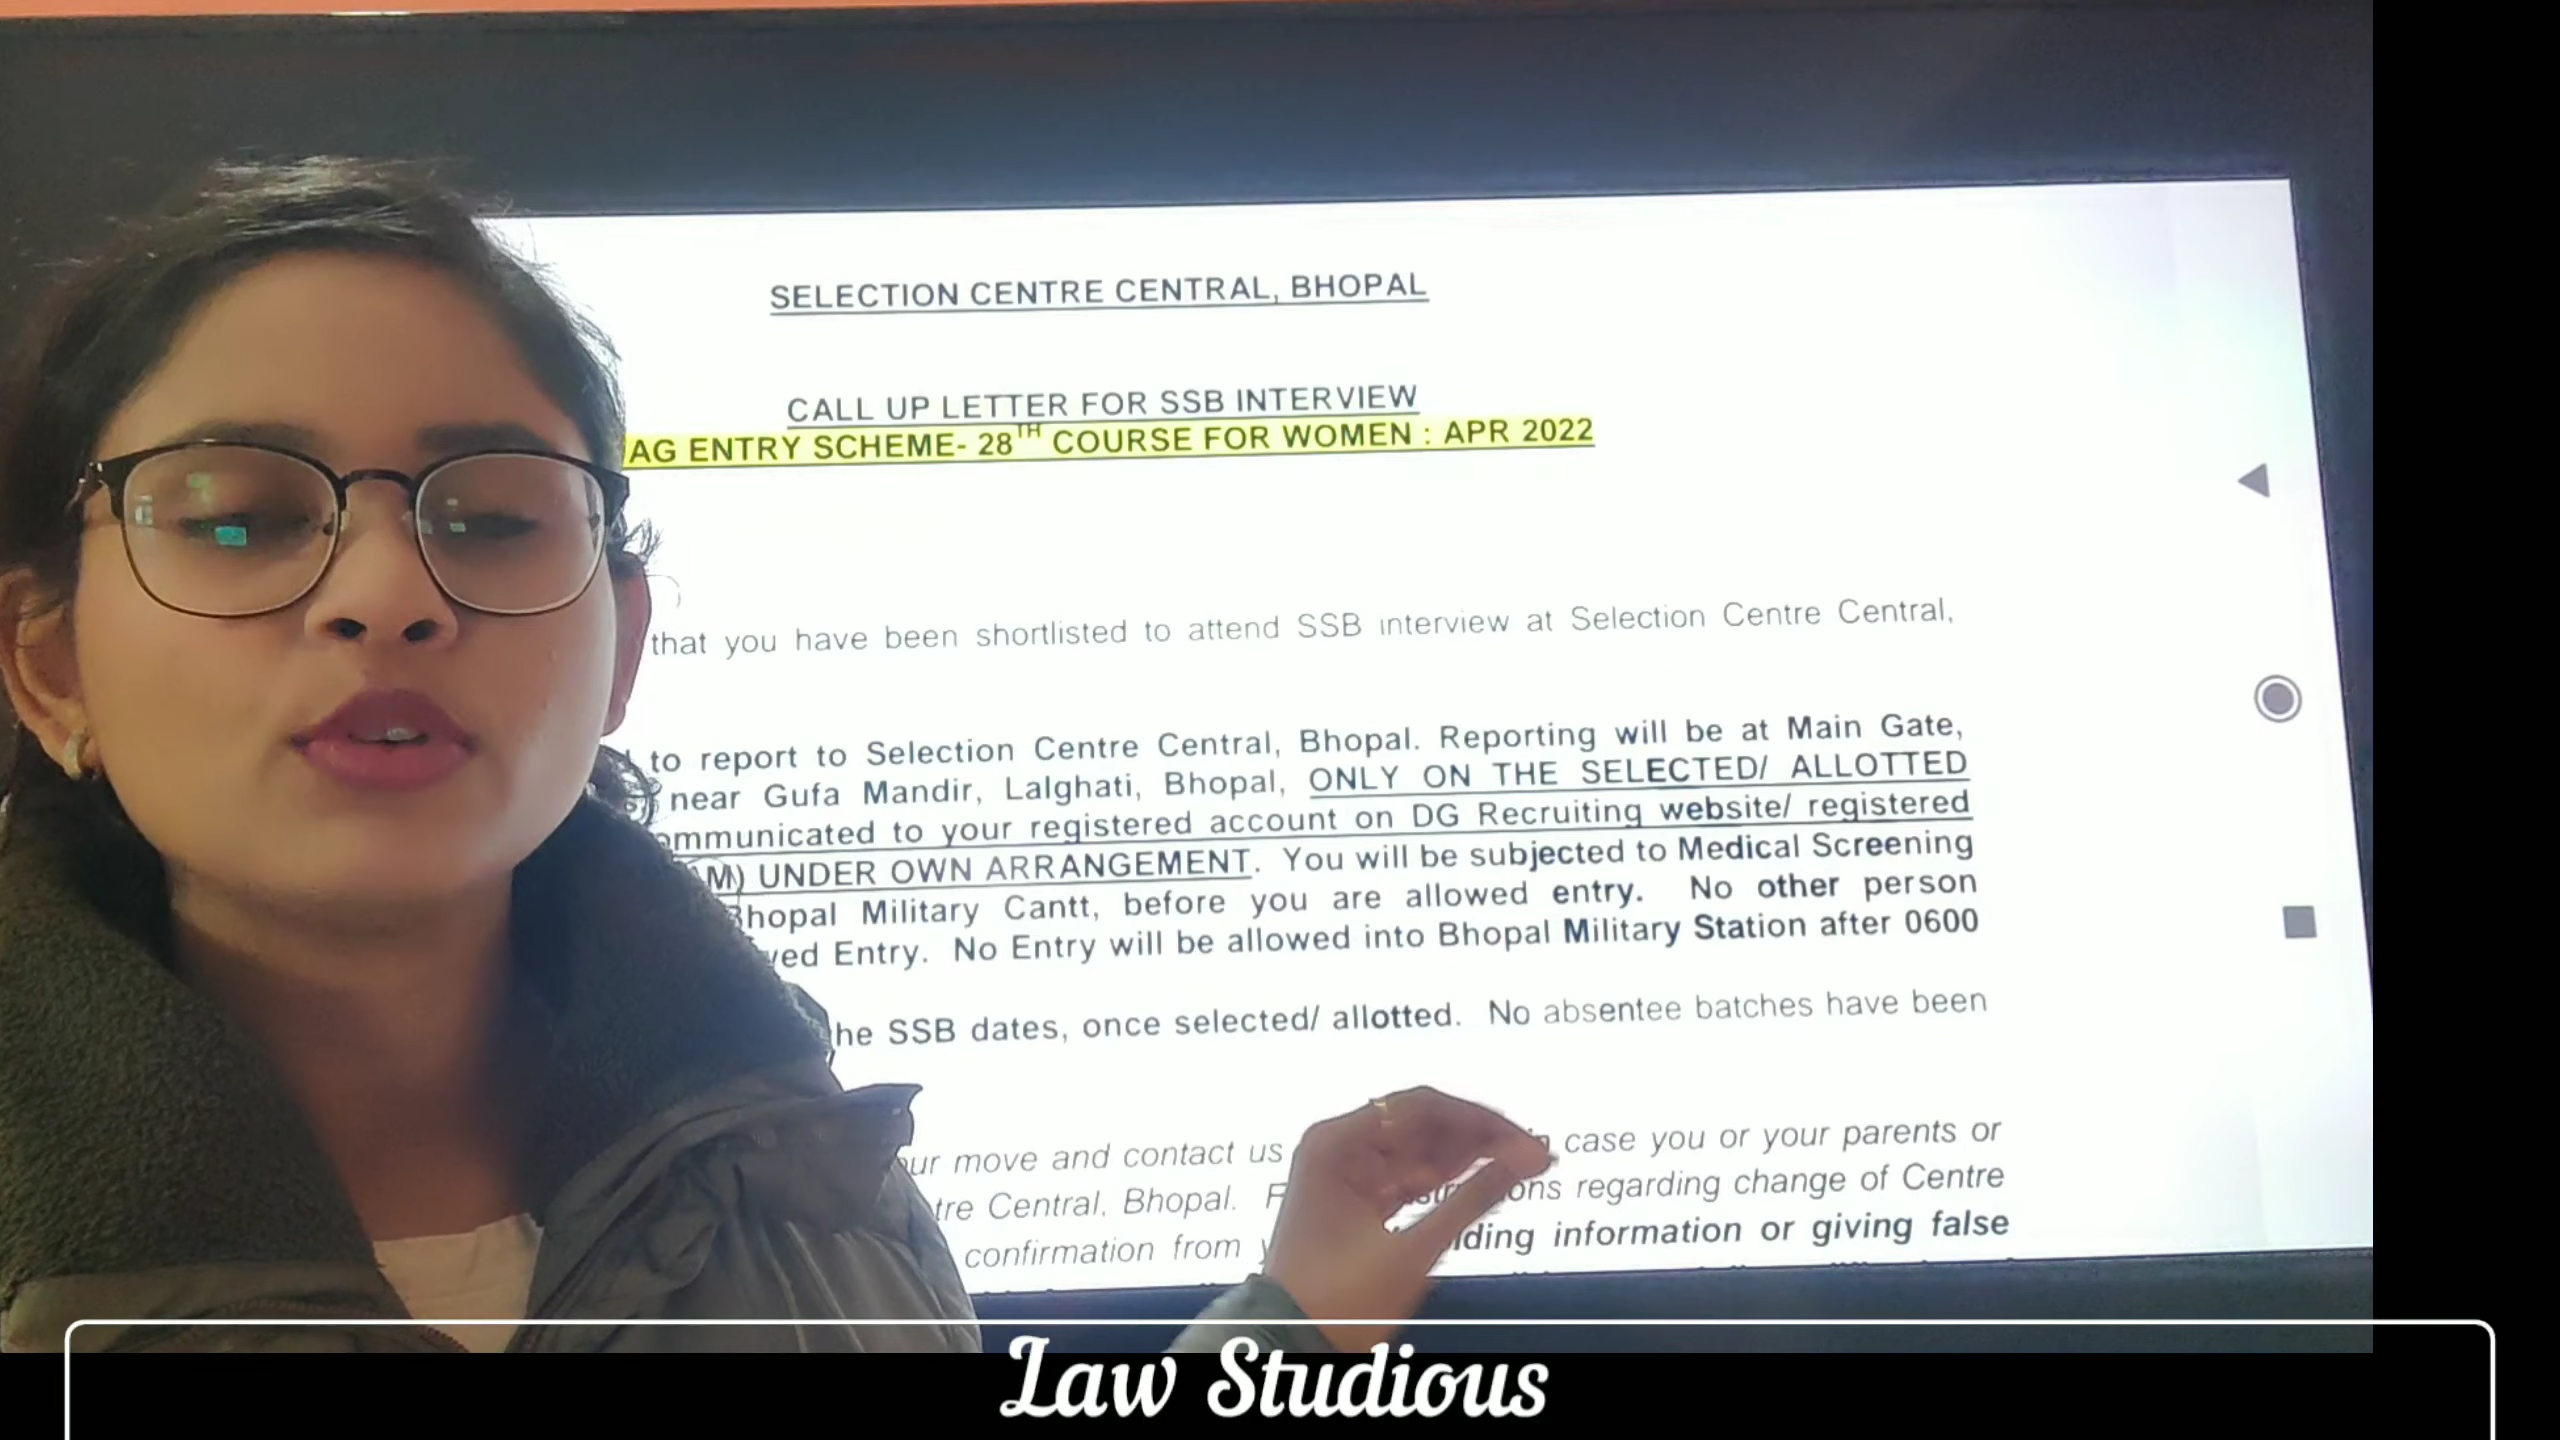 SELECTION CENTRE CENTRAL, BHOPAL
CALL UP LETTER FOR SSB INTERVIEW
AG ENTRY SCHEME- 28TH COURSE FOR WOMEN : APR 2022
that you have been shortlisted to attend SSB interview at Selection Centre Central,
to report to Selection Centre Central, Bhopal. Reporting will be at Main Gate,
near Gufa Mandir, Lalghati, Bhopal, ONLY ON THE SELECTED/ ALLOTTED
ommunicated to your registered account on DG Recruiting website/ registered
AM) UNDER OWN ARRANGEMENT. You will be subjected to Medical Screening
Bhopal Military Cantt, before you are allowed entry. No other person
ved Entry. No Entry will be allowed into Bhopal Military Station after 0600
he SSB dates, once selected/ allotted. No absentee batches have been
our move and contact us in case you or your parents or
tre Central, Bhopal. ons regarding change of Centre
confirmation from ding information or giving false
Law Studious